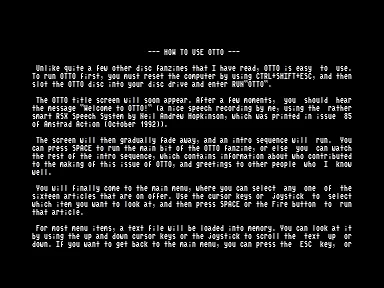 --- HOW TO USE OTTO ---
Unlike quite a few other disc fanzines that I have read, OTTO is easy to use.
To run OTTO first, you must reset the computer by using CTRL+SHIFT+ESC, and then
slot the OTTO disc into your disc drive and enter RUN"OTTO".
The OTTO title screen will soon appear. After a few moments, you should hear
the message "Welcome to OTTO!" (a nice speech recording by me, using the rather
smart RSX Speech System by Neil Andrew Hopkinson, which was printed in issue 85
of Amstrad Action (October 1992)).
The screen will then gradually fade away, and an intro sequence will run. You
can press SPACE to run the main bit of the OTTO fanzine, or else you can watch
the rest of the intro sequence, which contains information about who contributed
to the making of this issue of OTTO, and greetings to other people who I know
well.
You will finally come to the main menu, where you can select any one of the
sixteen articles that are on offer. Use the cursor keys or Joystick to select
which item you want to look at, and then press SPACE or the Fire button to run
that article.
For most menu items, a text file will be loaded into memory. You can look at it
by using the up and down cursor keys or the Joystick to scroll the text up or
down. If you want to get back to the main menu, you can press the ESC key, or